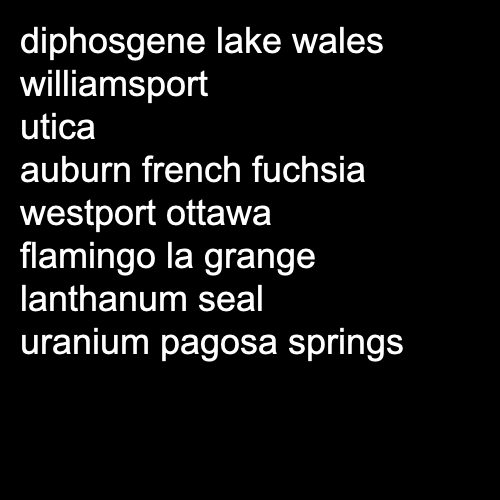 diphosgene lake wales
williamsport
utica
auburn french fuchsia
westport ottawa
flamingo la grange
lanthanum seal
uranium pagosa springs